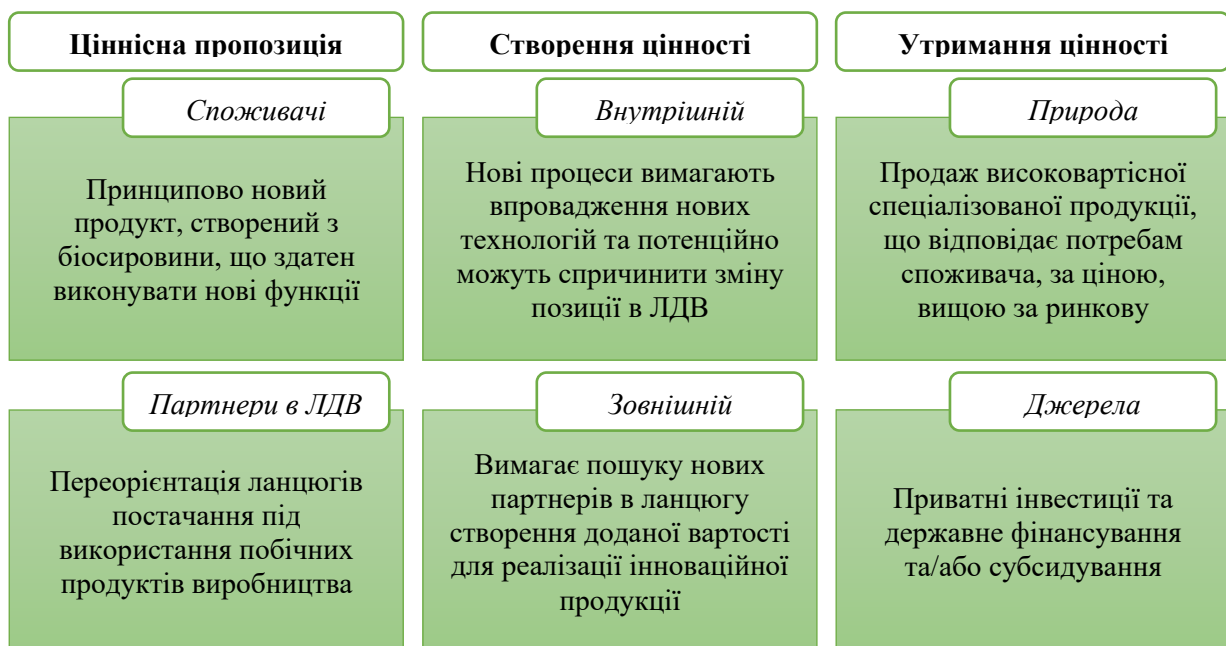 Ціннісна пропозиція
Створення цінності
Утримання цінності
Споживачі
Принципово новий
продукт, створений з
біосировини, що здатен
виконувати нові функції
Внутрішній
Нові процеси вимагають
впровадження нових
технологій та потенційно
можуть спричинити зміну
позиції в ЛДВ
Природа
Продаж високовартісної
спеціалізованої продукції,
що відповідає потребам
споживача, за ціною,
вищою за ринкову
Партнери в ЛДВ
Переорієнтація ланцюгів
постачання під
використання побічних
продуктів виробництва
Зовнішній
Вимагає пошуку нових
партнерів в ланцюгу
створення доданої вартості
для реалізації інноваційної
продукції
Джерела
Приватні інвестиції та
державне фінансування
та/або субсидування